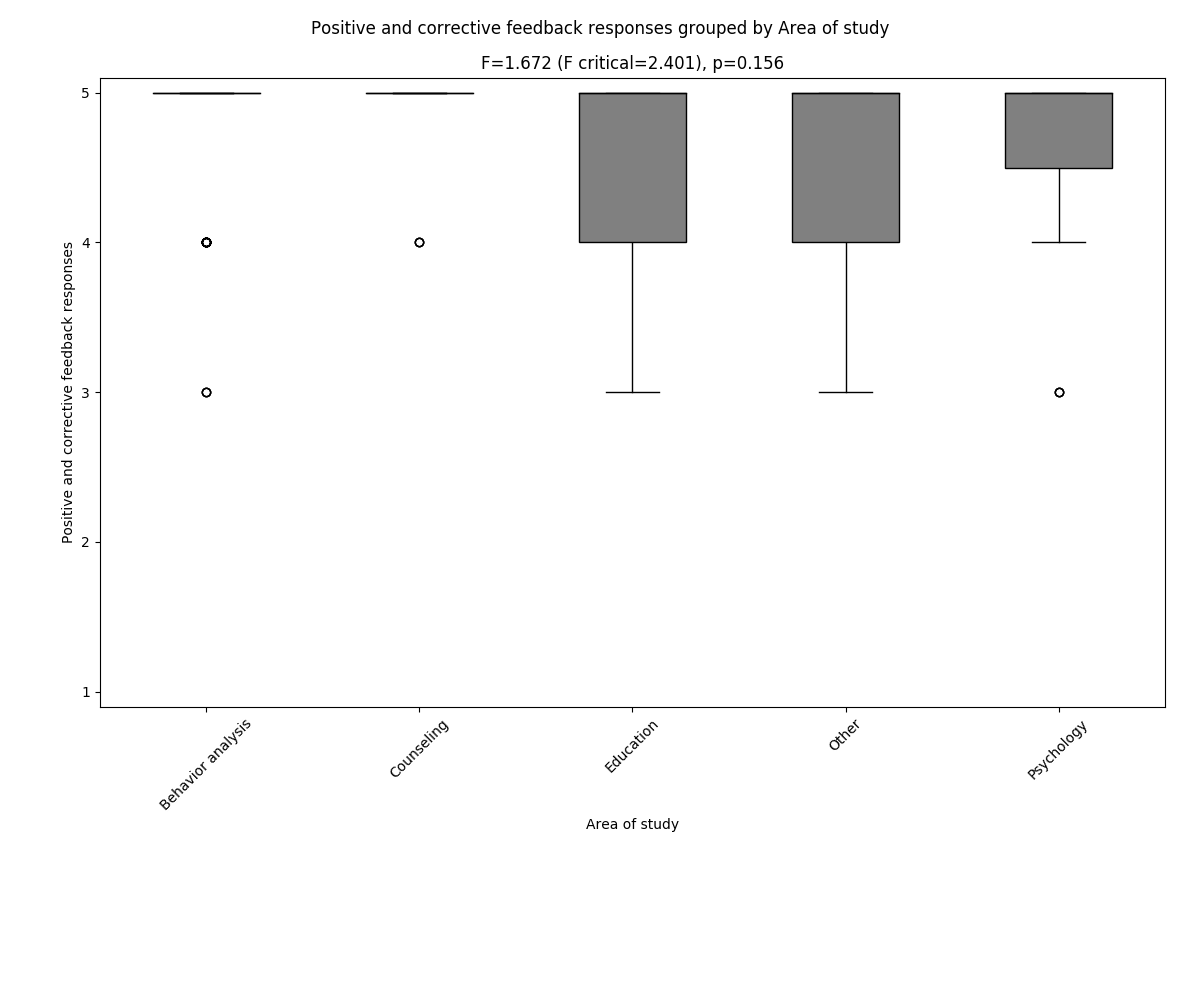 Positive and corrective feedback responses grouped by Area of study
F=1.672 (F critical=2.401), p=0.156
Positive and corrective feedback responses
5
4
3
2
1
Behavior analysis
Counseling
Education
Other
Psychology
Area of study